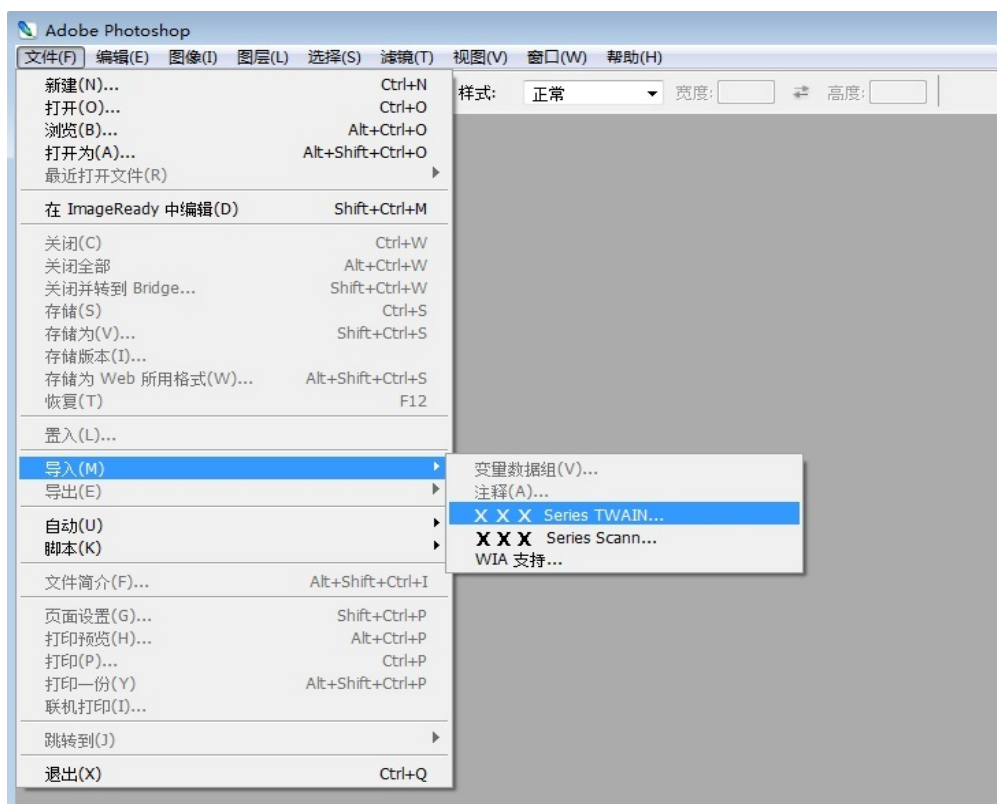 Adobe Photoshop
文件(F) 编辑(E) 图像(I) 图层(L) 选择(S) 滤镜(T) 视图(V) 窗口(W) 帮助(H)
样式: 正常 宽度: 高度:
新建(N)... Ctrl+N
打开(O)... Ctrl+O
浏览(B)... Alt+Ctrl+O
打开为(A)... Alt+Shift+Ctrl+O
最近打开文件(R)
在 ImageReady 中编辑(D) Shift+Ctrl+M
关闭(C) Ctrl+W
关闭全部 Alt+Ctrl+W
关闭并转到 Bridge... Shift+Ctrl+W
存储(S) Ctrl+S
存储为(V)... Shift+Ctrl+S
存储版本(I)...
存储为 Web 所用格式(W)... Alt+Shift+Ctrl+S
恢复(T) F12
置入(L)...
导入(M)
导出(E)
变量数据组(V)...
注释(A)...
X X X Series TWAIN...
X X X Series Scann...
WIA 支持...
自动(U)
脚本(K)
文件简介(F)... Alt+Shift+Ctrl+I
页面设置(G)... Shift+Ctrl+P
打印预览(H)... Alt+Ctrl+P
打印(P)... Ctrl+P
打印一份(Y) Alt+Shift+Ctrl+P
联机打印(I)...
跳转到(J)
退出(X) Ctrl+Q